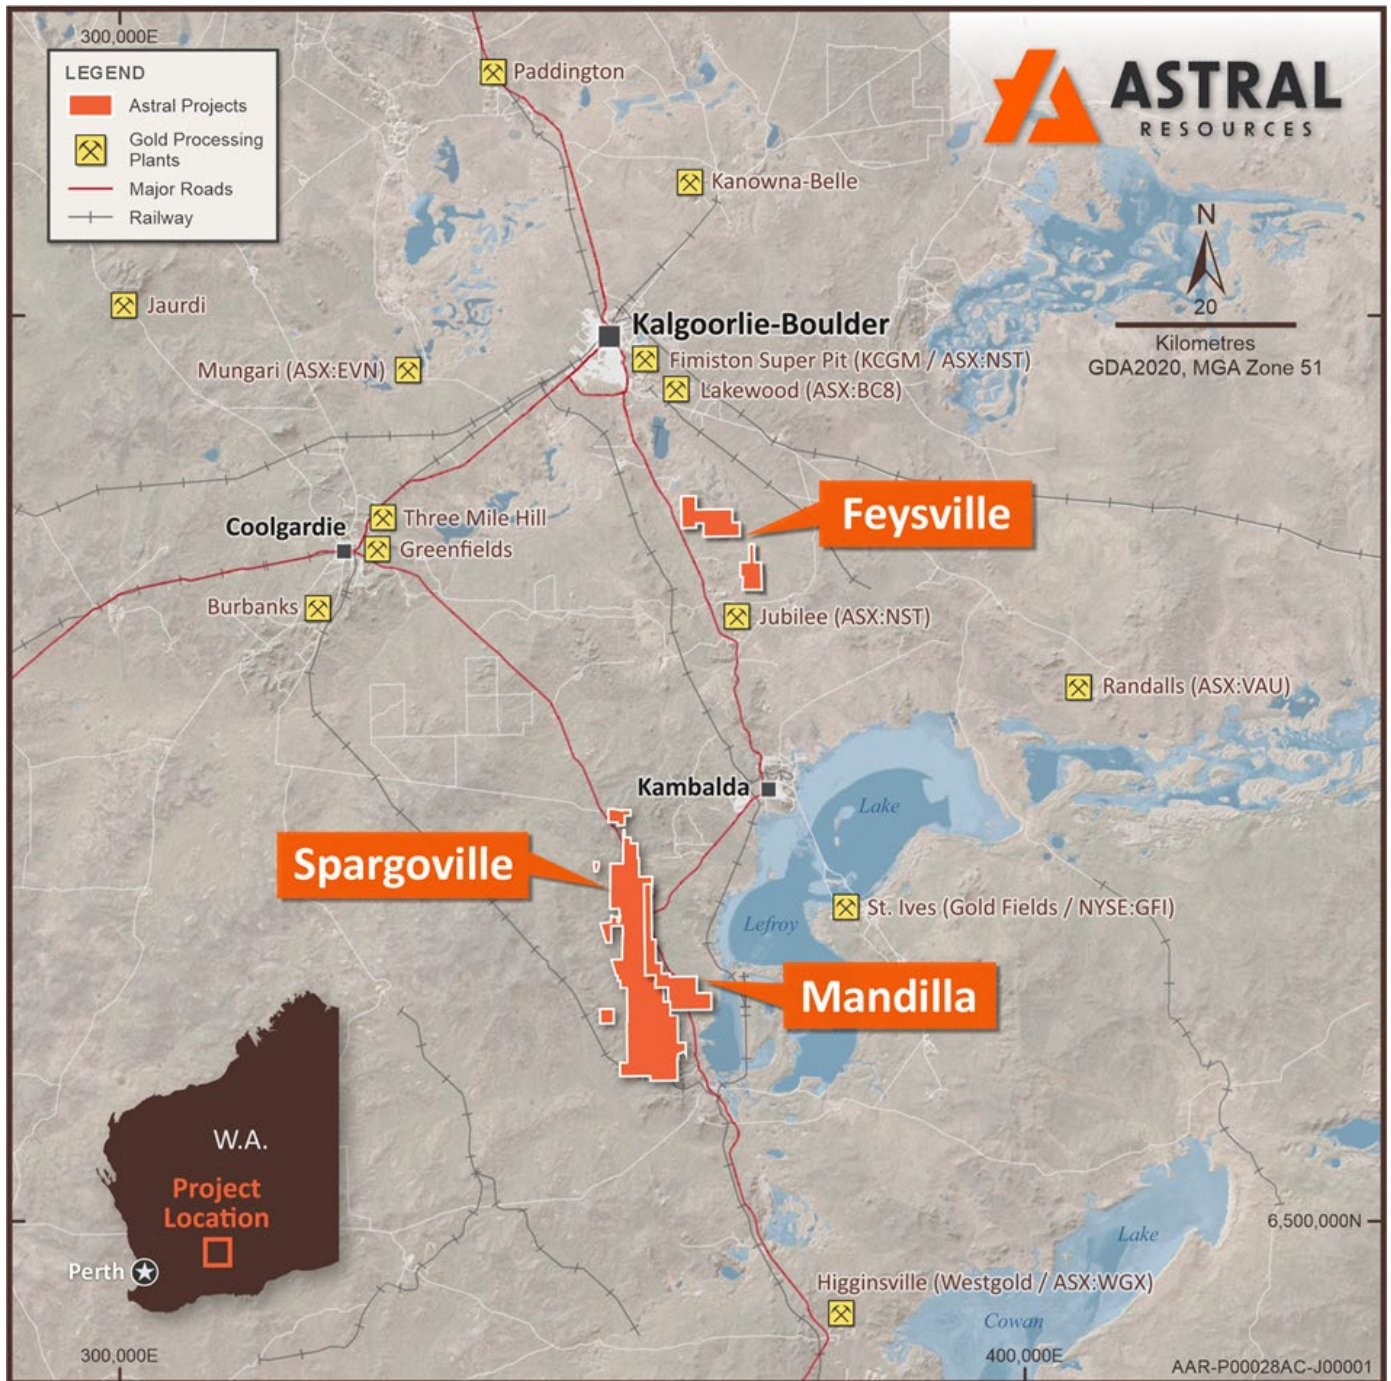 300,000E
LEGEND
Astral Projects
Gold Processing
Plants
Major Roads
Railway
ASTRAL
RESOURCES
Paddington
Kanowna-Belle
N
20
Kilometres
GDA2020, MGA Zone 51
Jaurdi
Kalgoorlie-Boulder
Mungari (ASX:EVN)
Fimiston Super Pit (KCGM / ASX:NST)
Lakewood (ASX:BC8)
Feysville
Coolgardie
Three Mile Hill
Greenfields
Burbanks
Jubilee (ASX:NST)
Randalls (ASX:VAU)
Kambalda
Lake
Spargoville
St. Ives (Gold Fields / NYSE:GFI)
Lefroy
Mandilla
W.A.
Project
Location
Perth
6,500,000N
Lake
Higginsville (Westgold / ASX:WGX)
Cowan
300,000E
400,000E
AAR-P00028AC-J00001